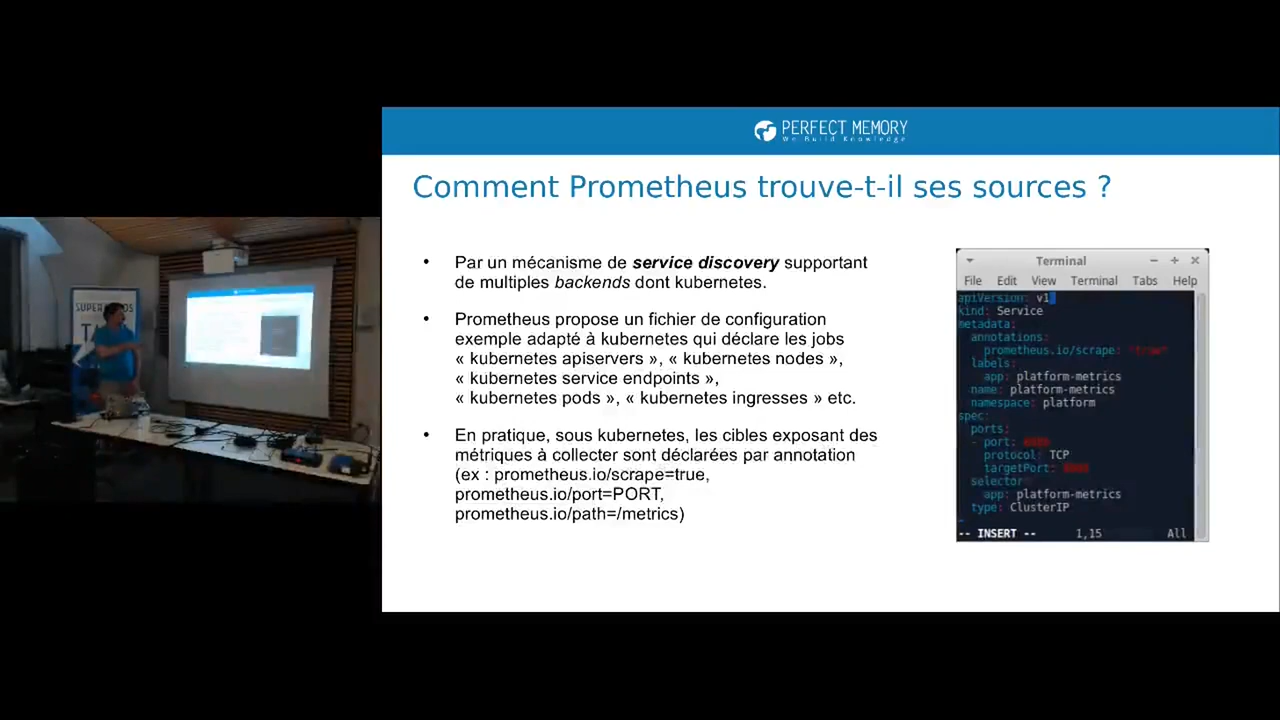 PERFECT MEMORY
We Build Knowledge
Comment Prometheus trouve-t-il ses sources ?
• Par un mécanisme de service discovery supportant
de multiples backends dont kubernetes.
• Prometheus propose un fichier de configuration
exemple adapté à kubernetes qui déclare les jobs
« kubernetes apiservers », « kubernetes nodes »,
« kubernetes service endpoints »,
« kubernetes pods », « kubernetes ingresses » etc.
• En pratique, sous kubernetes, les cibles exposant des
métriques à collecter sont déclarées par annotation
(ex : prometheus.io/scrape=true,
prometheus.io/port=PORT,
prometheus.io/path=/metrics)
Terminal
File Edit View Terminal Tabs Help
apiVersion: v1
kind: Service
metadata:
annotations:
prometheus.io/scrape:
labels:
app: platform-metrics
name: platform-metrics
namespace: platform
spec:
ports:
- port:
protocol: TCP
targetPort:
selector:
app: platform-metrics
type: ClusterIP
-- INSERT -- 1,15 All
SUPER